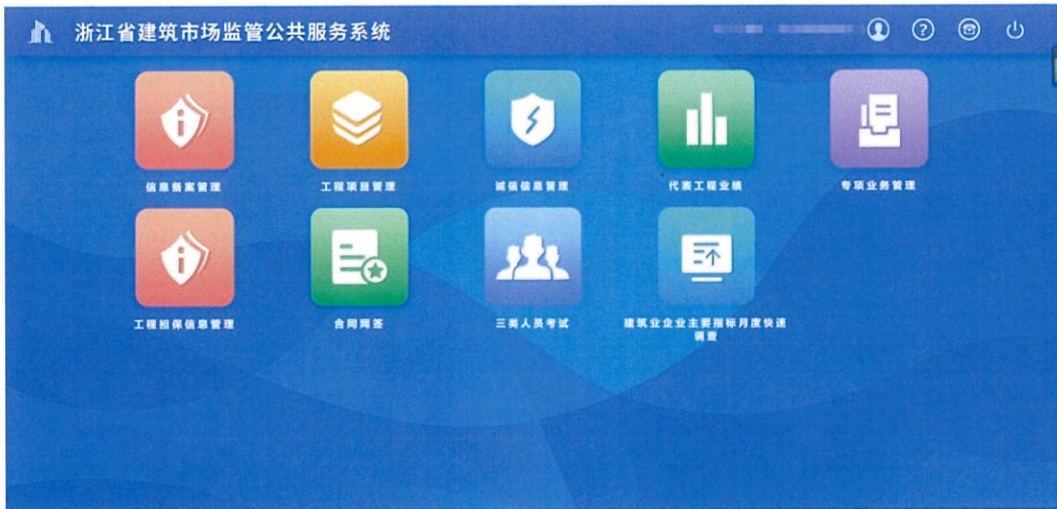 浙江省建筑市场监管公共服务系统
信息备案管理
工程项目管理
诚信信息管理
代表工程业绩
专项业务管理
工程担保信息管理
合同网签
三类人员考试
建筑业企业主要指标月度快速
调查